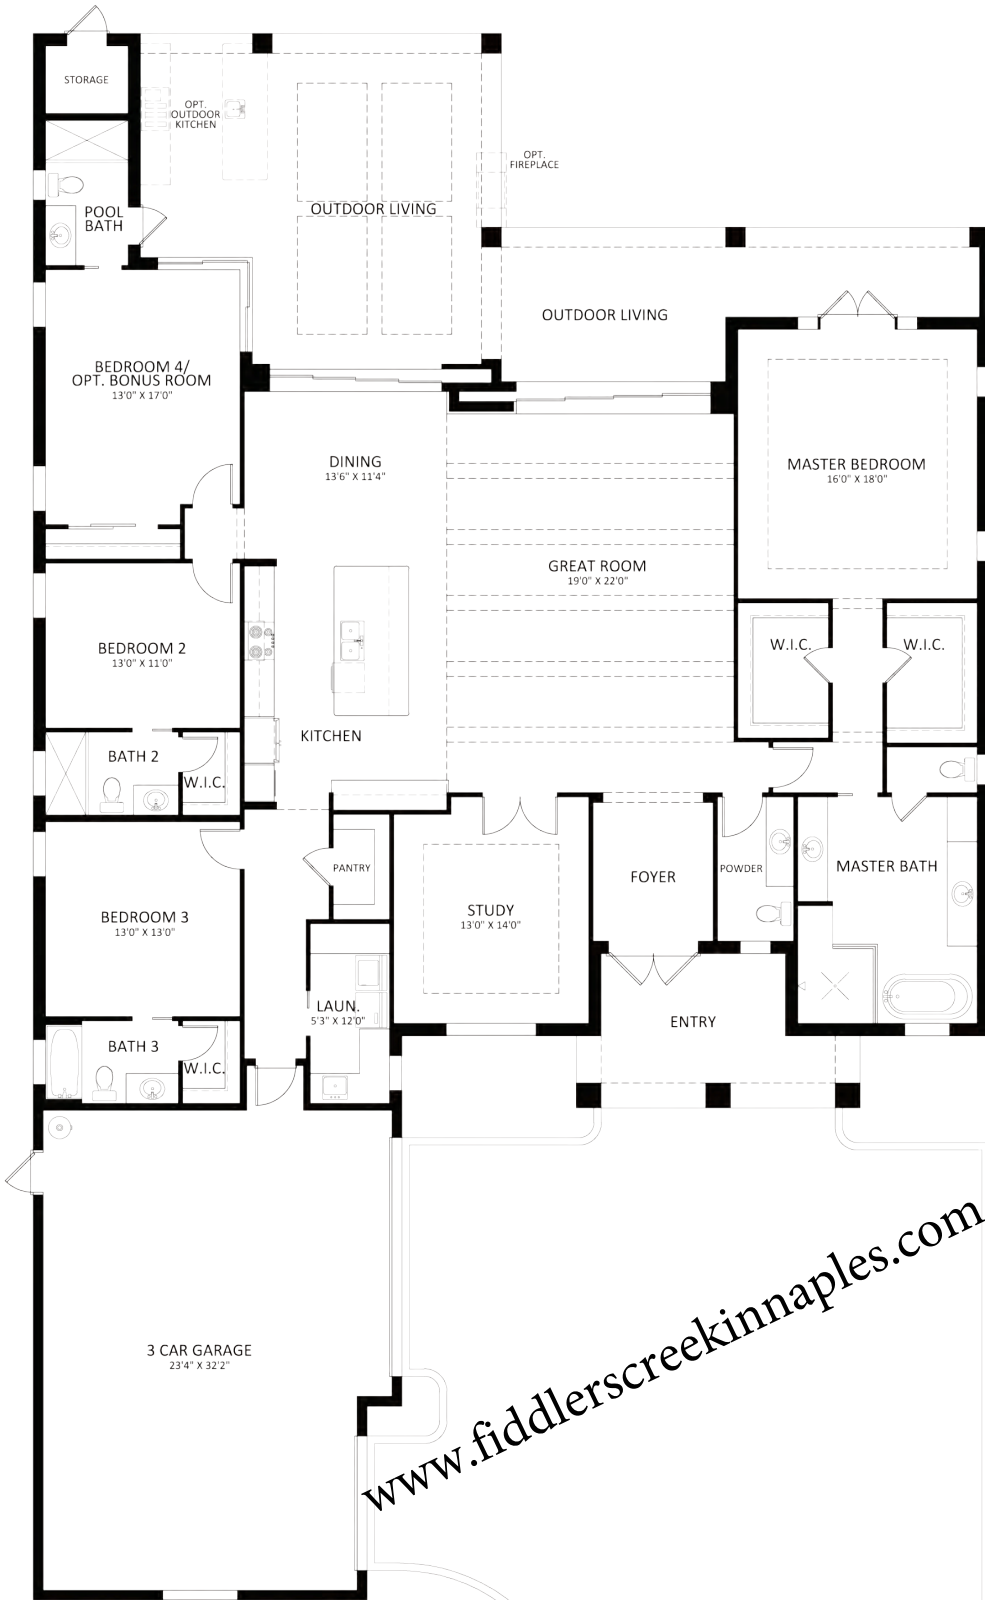 STORAGE
OPT.
OUTDOOR
KITCHEN
OPT.
FIREPLACE
POOL
BATH
OUTDOOR LIVING
OUTDOOR LIVING
BEDROOM 4/
OPT. BONUS ROOM
13'0" X 17'0"
DINING
13'6" X 11'4"
MASTER BEDROOM
16'0" X 18'0"
GREAT ROOM
19'0" X 22'0"
BEDROOM 2
13'0" X 11'0"
W.I.C.
W.I.C.
KITCHEN
BATH 2
W.I.C.
PANTRY
FOYER
POWDER
MASTER BATH
BEDROOM 3
13'0" X 13'0"
STUDY
13'0" X 14'0"
LAUN.
5'3" X 12'0"
ENTRY
BATH 3
W.I.C.
3 CAR GARAGE
23'4" X 32'2"
www.fiddlerscreekinnaples.com